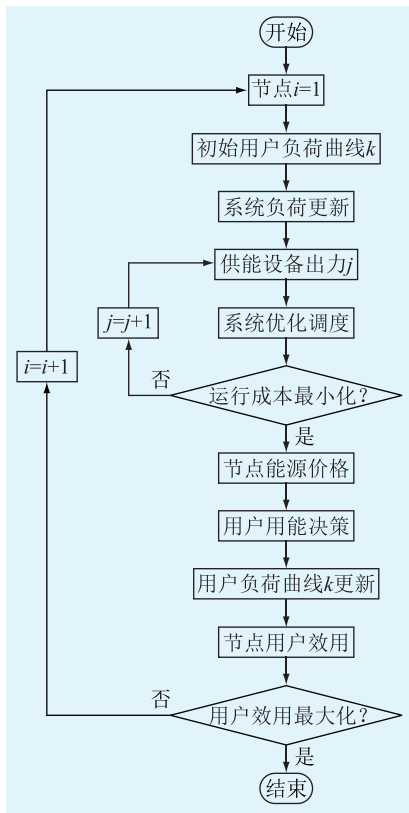 开始
节点i=1
初始用户负荷曲线k
系统负荷更新
供能设备出力j
j=j+1
系统优化调度
i=i+1
否
运行成本最小化?
是
节点能源价格
用户用能决策
用户负荷曲线k更新
节点用户效用
否
用户效用最大化?
是
结束